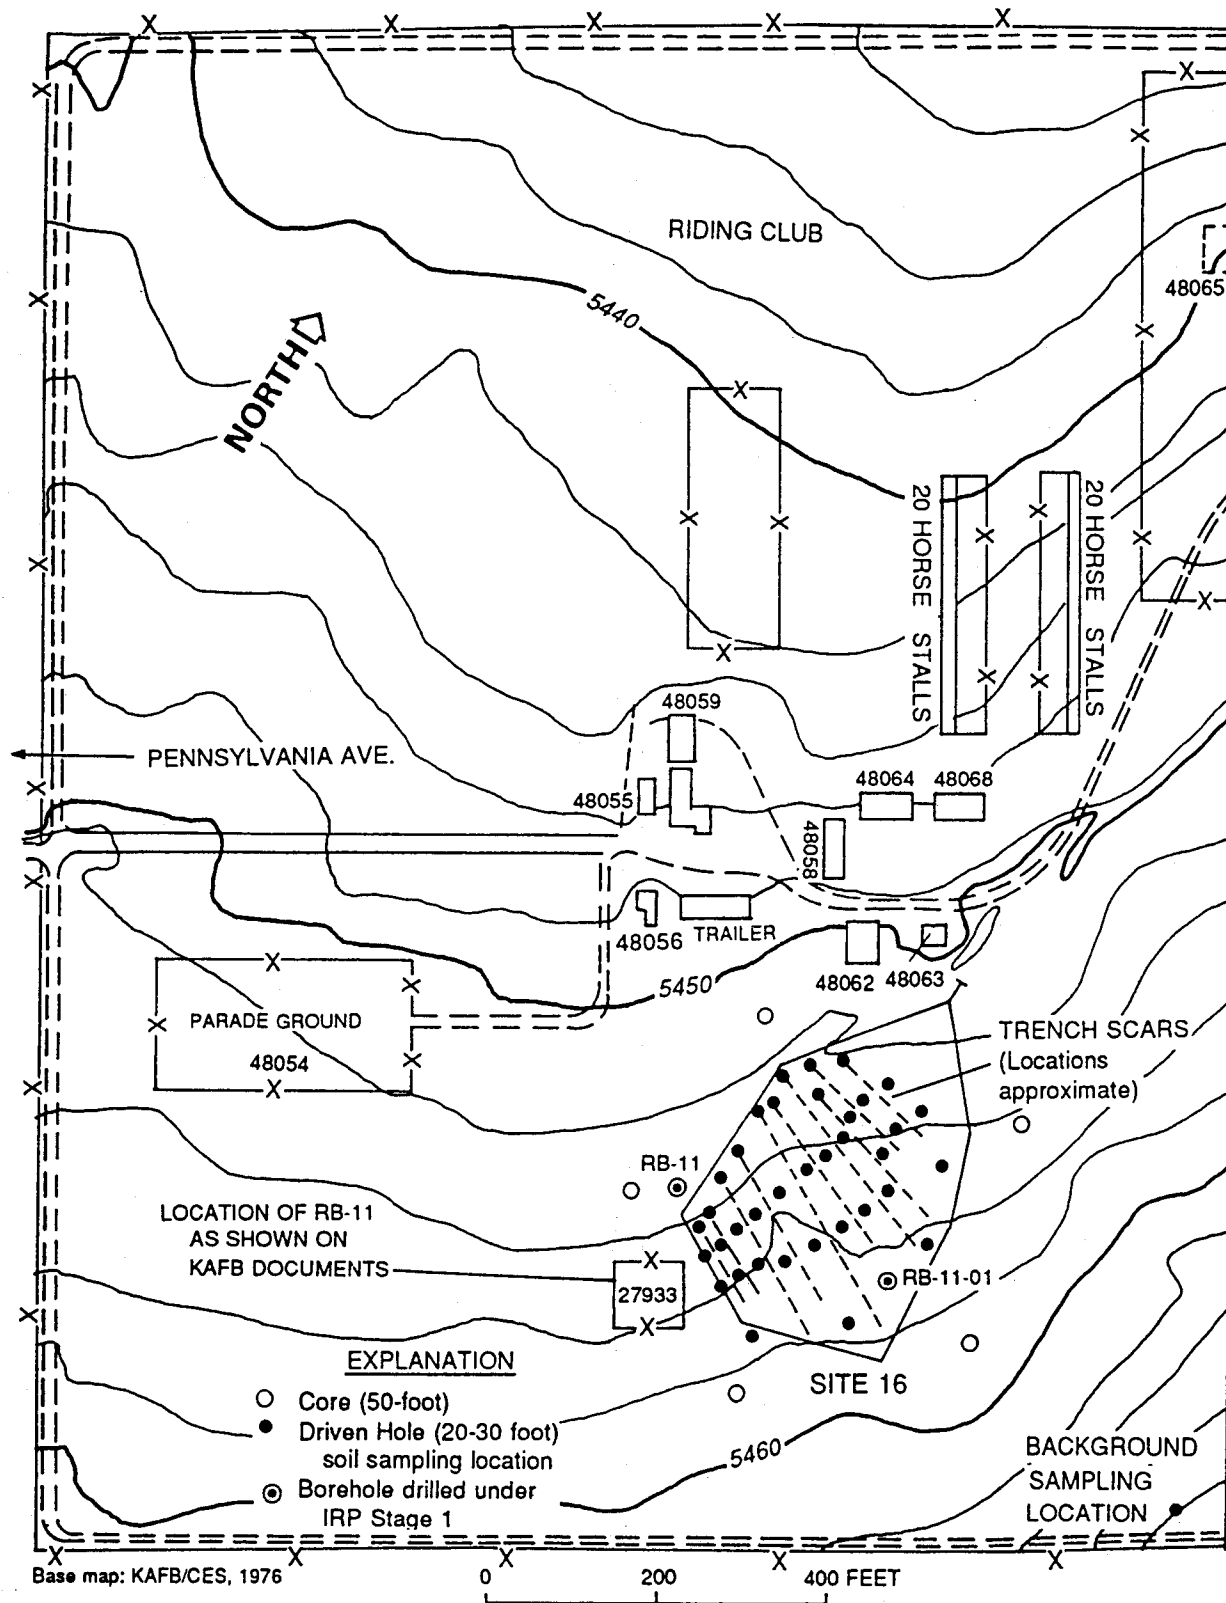 X X X X X
X
X
X
RIDING CLUB
48065
X
5440
X
NORTH
X
X
X
20 HORSE STALLS
X
X
20 HORSE STALLS
X
X
X
X
X
X
X
X
48059
PENNSYLVANIA AVE.
X
48055
48064
48068
48058
X
48056
TRAILER
48062
48063
5450
X
X
X
PARADE GROUND
48054
X
X
X
TRENCH SCARS
(Locations
approximate)
RB-11
LOCATION OF RB-11
AS SHOWN ON
KAFB DOCUMENTS
X
27933
X
RB-11-01
X
SITE 16
EXPLANATION
Core (50-foot)
Driven Hole (20-30 foot)
soil sampling location
Borehole drilled under
IRP Stage 1
5460
BACKGROUND
SAMPLING
LOCATION
X X X X X
Base map: KAFB/CES, 1976
0 200 400 FEET